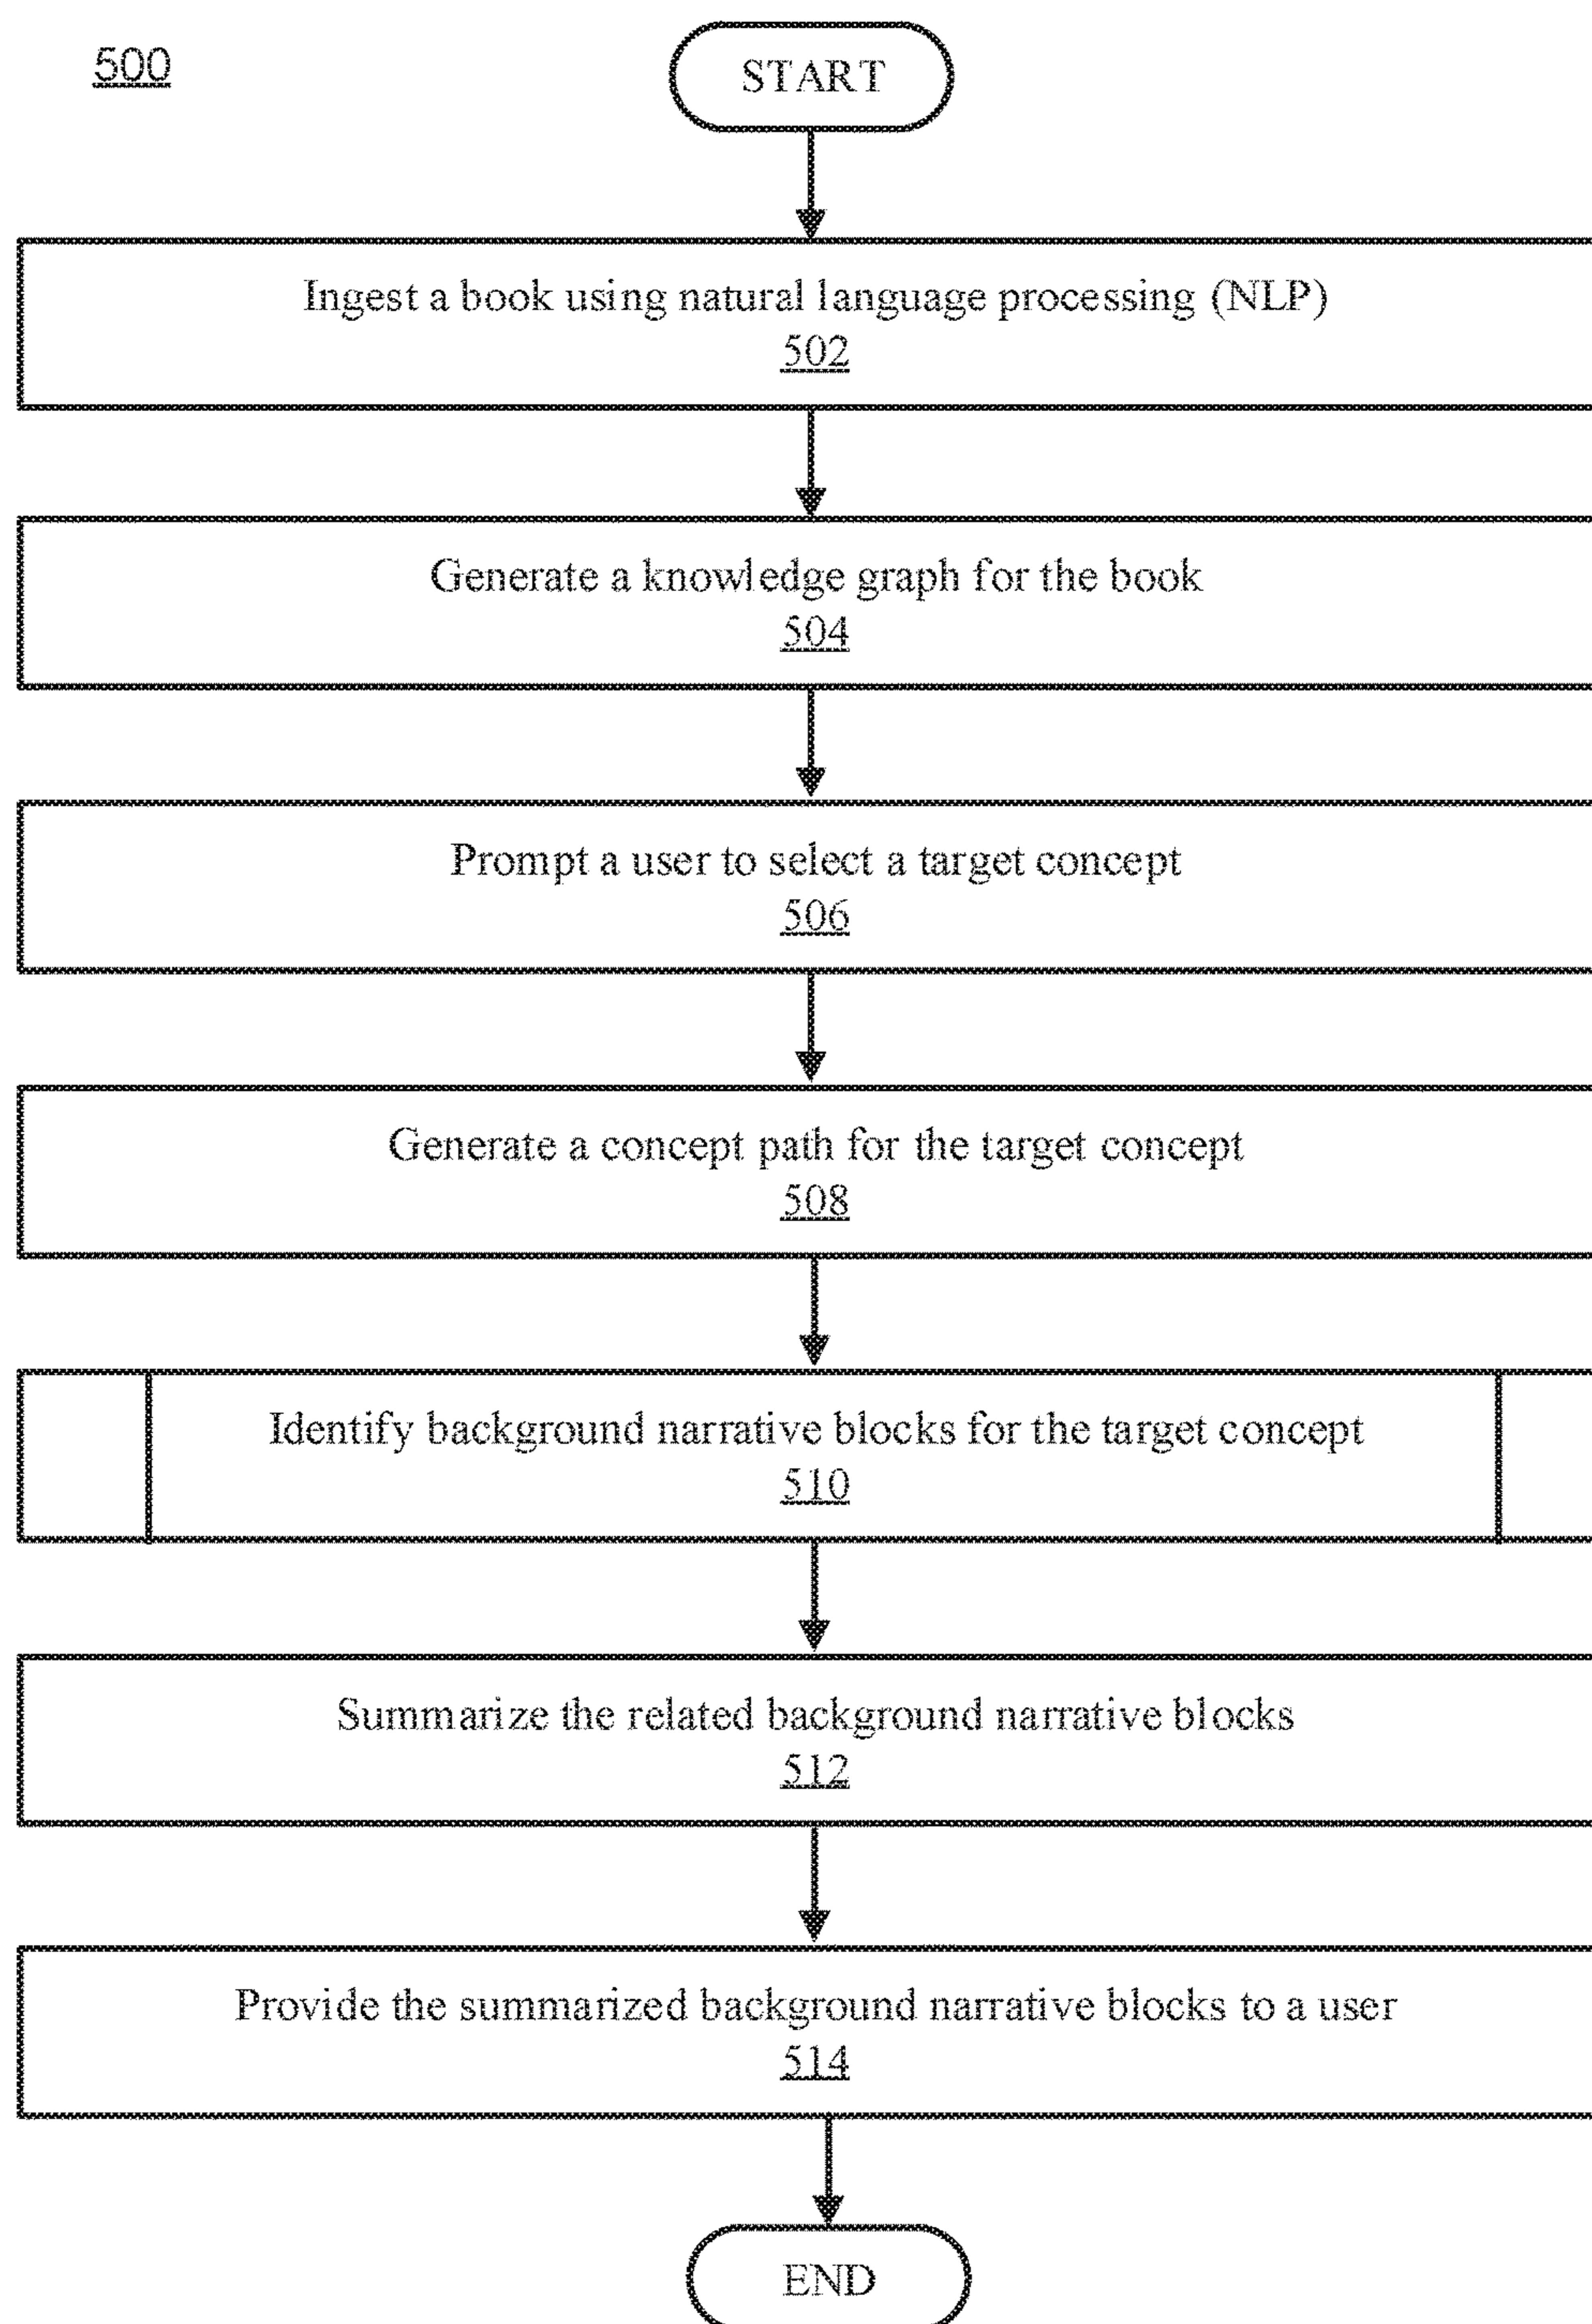 500
START
Ingest a book using natural language processing (NLP)
502
Generate a knowledge graph for the book
504
Prompt a user to select a target concept
506
Generate a concept path for the target concept
508
Identify background narrative blocks for the target concept
510
Summarize the related background narrative blocks
512
Provide the summarized background narrative blocks to a user
514
END